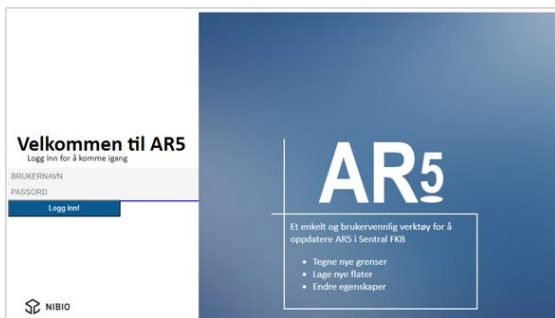 Velkommen til AR5
Logg inn for å komme igang
BRUKERNAVN
PASSORD
Logg inn!
NIBIO
AR5
Et enkelt og brukervennlig verktøy for å
oppdatere AR5 i Sentral FKB
• Tegne nye grenser
• Lage nye flater
• Endre egenskaper